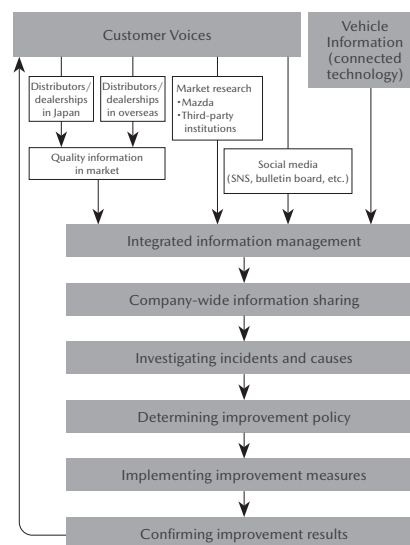 Customer Voices
Vehicle
Information
(connected
technology)
Distributors/
dealerships
in Japan
Distributors/
dealerships
in overseas
Market research
・Mazda
・Third-party
institutions
Quality information
in market
Social media
(SNS, bulletin board, etc.)
Integrated information management
Company-wide information sharing
Investigating incidents and causes
Determining improvement policy
Implementing improvement measures
Confirming improvement results